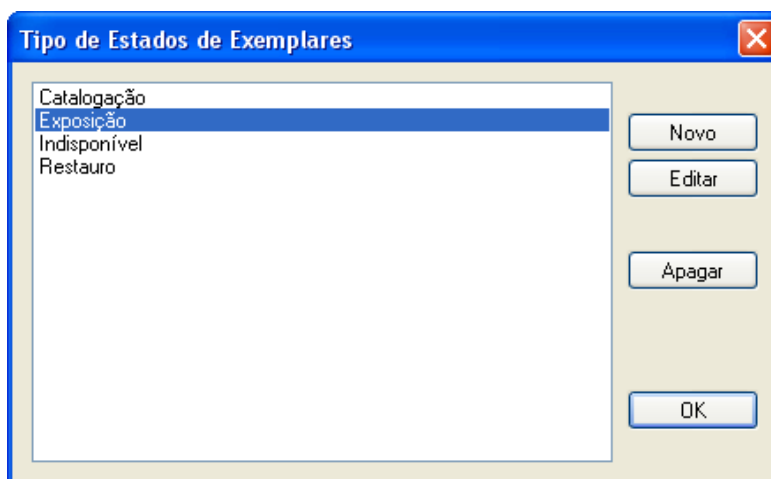 Tipo de Estados de Exemplares
Catalogação
Exposição
Indisponível
Restauro
Novo
Editar
Apagar
OK